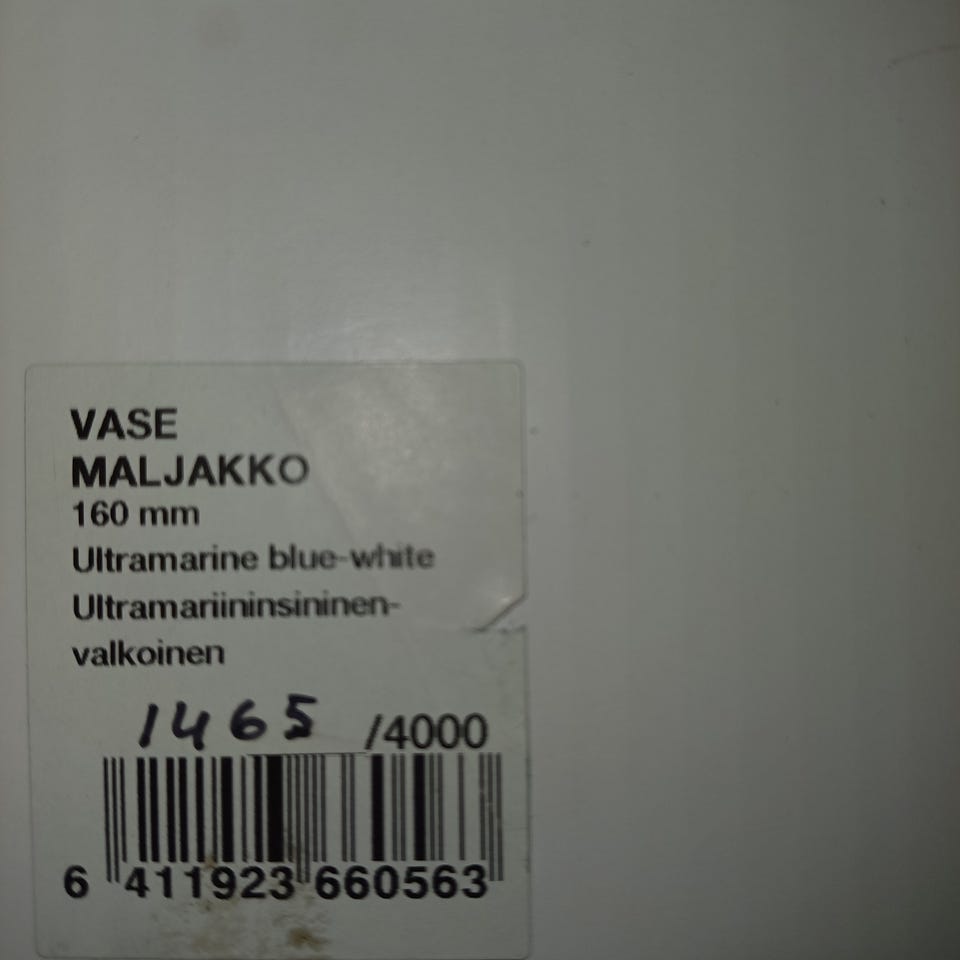 VASE
MALJAKKO
160 mm
Ultramarine blue-white
Ultramariininsininen-
valkoinen
1465 /4000
6 411923 660563